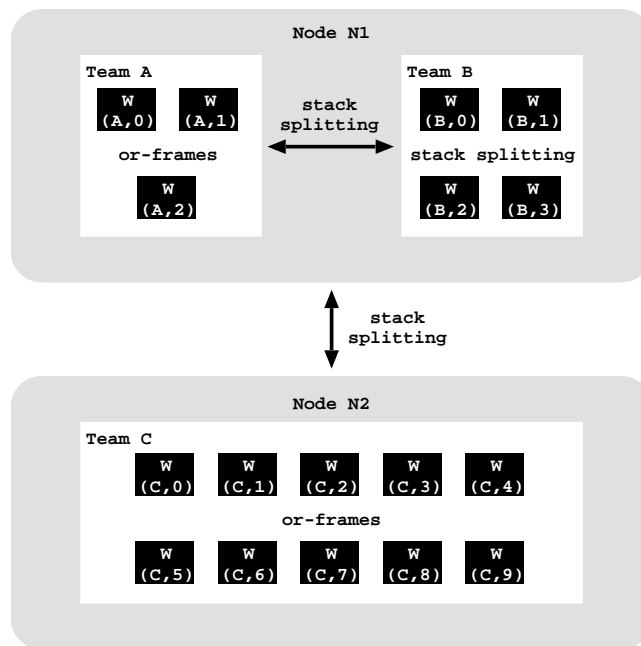 Node N1
Team A
W
(A,0)
W
(A,1)
or-frames
W
(A,2)
stack
splitting
Team B
W
(B,0)
W
(B,1)
stack splitting
W
(B,2)
W
(B,3)
stack
splitting
Node N2
Team C
W
(C,0)
W
(C,1)
W
(C,2)
W
(C,3)
W
(C,4)
or-frames
W
(C,5)
W
(C,6)
W
(C,7)
W
(C,8)
W
(C,9)